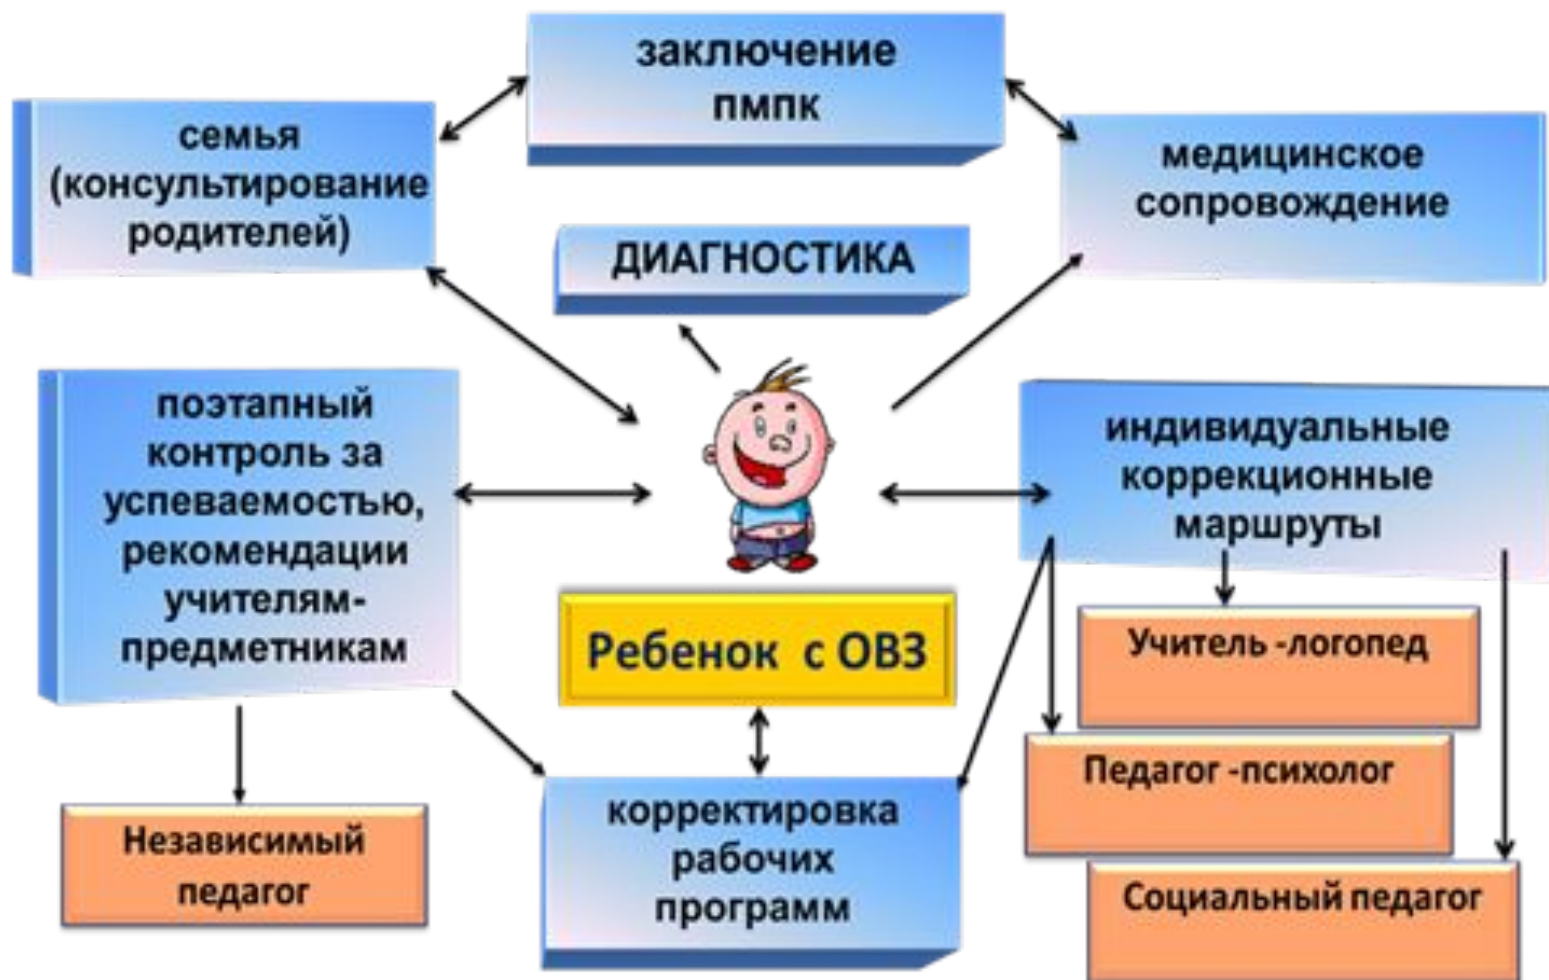 заключение
пмпк
семья
(консультирование
родителей)
медицинское
сопровождение
ДИАГНОСТИКА
поэтапный
контроль за
успеваемостью,
рекомендации
учителям-
предметникам
индивидуальные
коррекционные
маршруты
Ребенок с ОВЗ
Учитель -логопед
Педагог -психолог
Социальный педагог
Независимый
педагог
корректировка
рабочих
программ